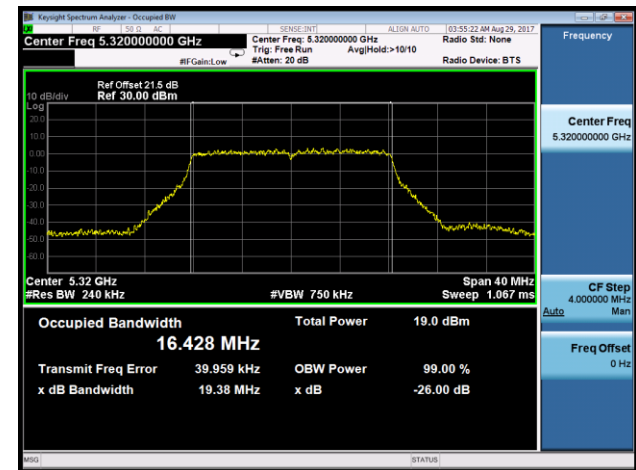 Keysight Spectrum Analyzer - Occupied BW
RF 50 Ω AC SENSE:INT ALIGN AUTO 03:55:22 AM Aug 29, 2017
Center Freq 5.320000000 GHz Center Freq: 5.320000000 GHz Radio Std: None Frequency
Trig: Free Run Avg|Hold:>10/10
#IFGain:Low #Atten: 20 dB Radio Device: BTS
Ref Offset 21.5 dB
10 dB/div Ref 30.00 dBm
Log
20.0
10.0
0.00
-10.0
-20.0
-30.0
-40.0
-50.0
-60.0
Center Freq
5.320000000 GHz
Center 5.32 GHz Span 40 MHz
#Res BW 240 kHz #VBW 750 kHz Sweep 1.067 ms
CF Step
4.000000 MHz
Auto Man
Occupied Bandwidth Total Power 19.0 dBm
16.428 MHz
Freq Offset
0 Hz
Transmit Freq Error 39.959 kHz OBW Power 99.00 %
x dB Bandwidth 19.38 MHz x dB -26.00 dB
MSG STATUS